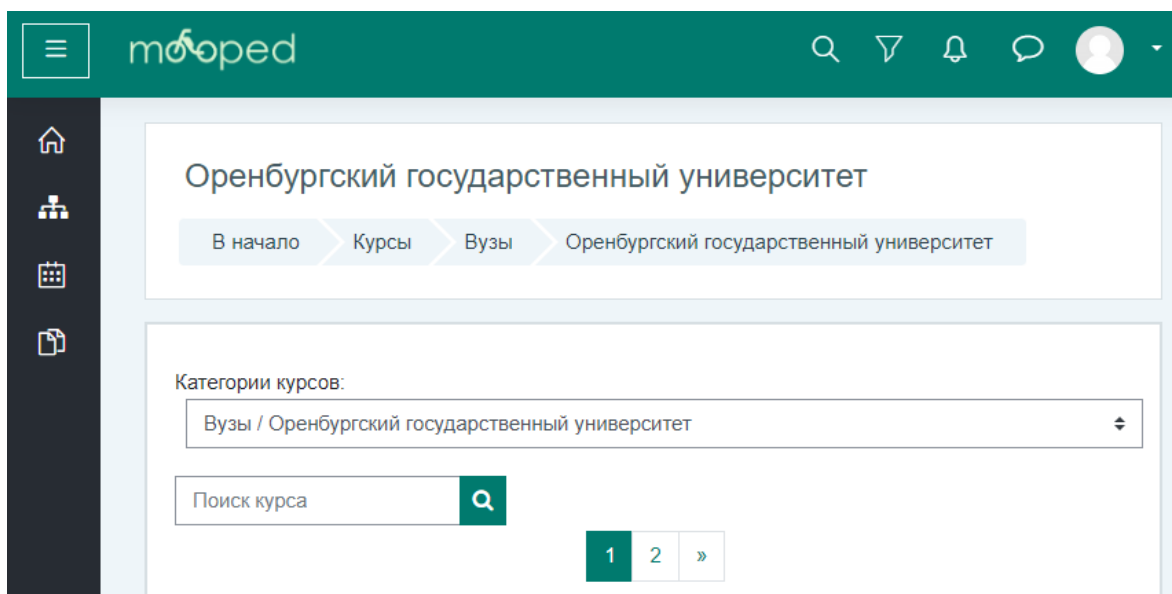 mooped
Оренбургский государственный университет
В начало Курсы Вузы Оренбургский государственный университет
Категории курсов:
Вузы / Оренбургский государственный университет
Поиск курса
1 2 »